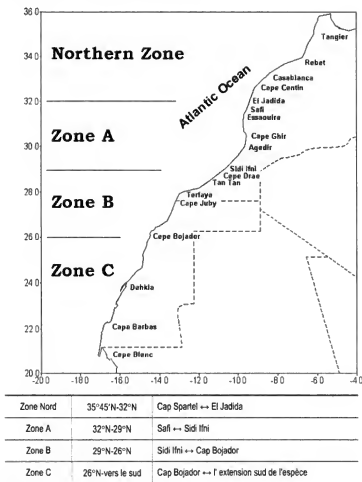 36.0
34.0
32.0
30.0
28.0
26.0
24.0
22.0
20.0
Northern Zone
Zone A
Zone B
Zone C
Atlantic Ocean
Tangier
Rebat
Casablanca
Cape Centin
El Jadida
Safi
Essaouira
Cape Ghir
Agadir
Sidi Ifni
Cepe Drae
Tan Tan
Terfaya
Cape Juby
Cape Bojador
Dahkla
Capa Barbas
Cepe Blanc
-20.0 -18.0 -16.0 -14.0 -12.0 -10.0 -8.0 -6.0 -4.0
Zone Nord 35°45'N-32°N Cap Spartel ↔ El Jadida
Zone A 32°N-29°N Safi ↔ Sidi Ifni
Zone B 29°N-26°N Sidi Ifni ↔ Cap Bojador
Zone C 26°N-vers le sud Cap Bojador ↔ l' extension sud de l'espèce